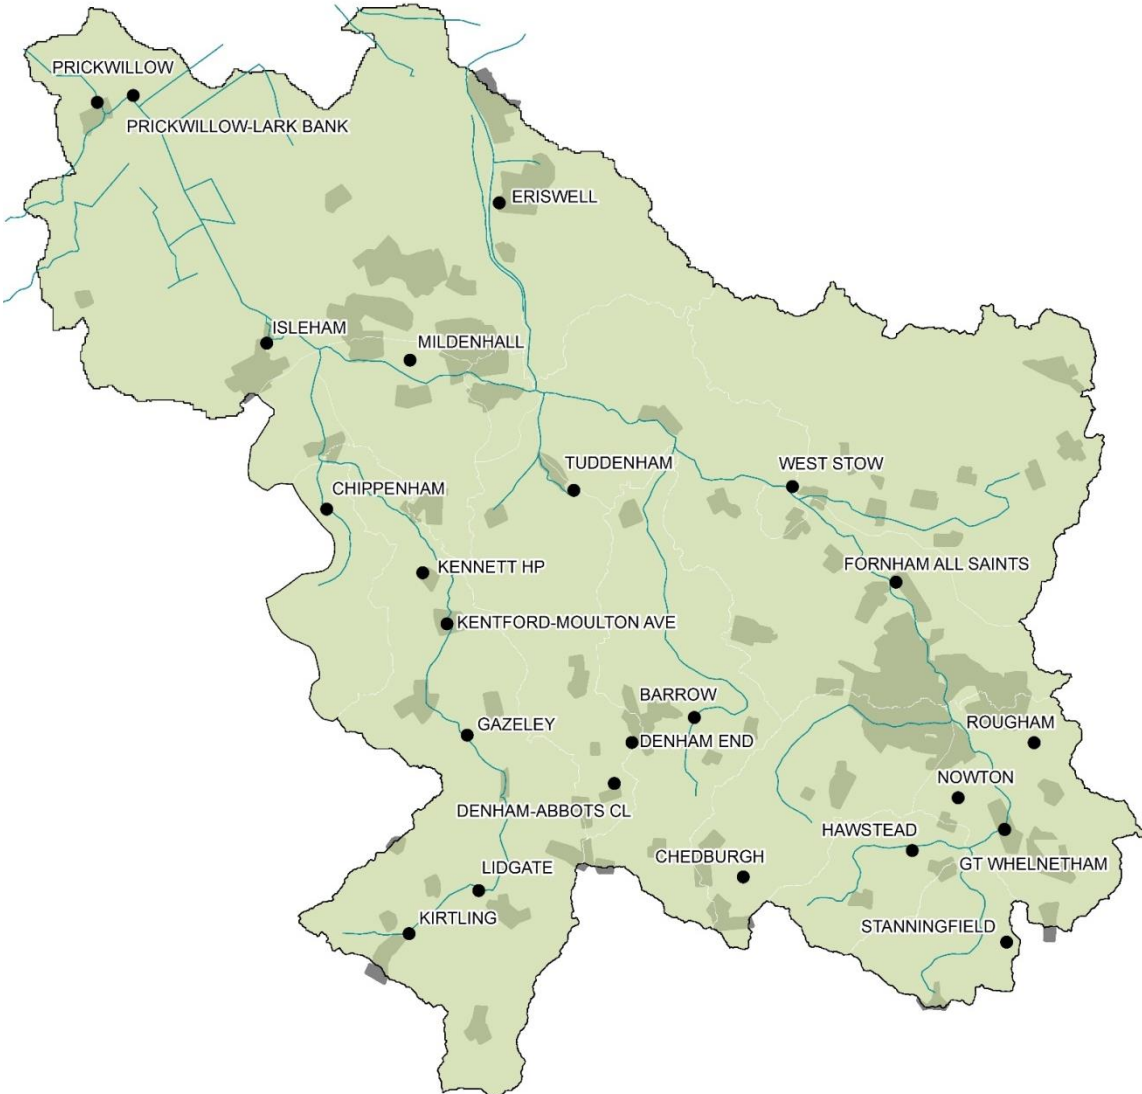 PRICKWILLOW
PRICKWILLOW-LARK BANK
ERISWELL
ISLEHAM
MILDENHALL
TUDDENHAM
WEST STOW
CHIPPENHAM
FORNHAM ALL SAINTS
KENNETT HP
KENTFORD-MOULTON AVE
BARROW
GAZELEY
ROUGHAM
DENHAM END
NOWTON
DENHAM-ABBOTS CL
HAWSTEAD
CHEDBURGH
GT WHELNETHAM
LIDGATE
KIRTLING
STANNINGFIELD